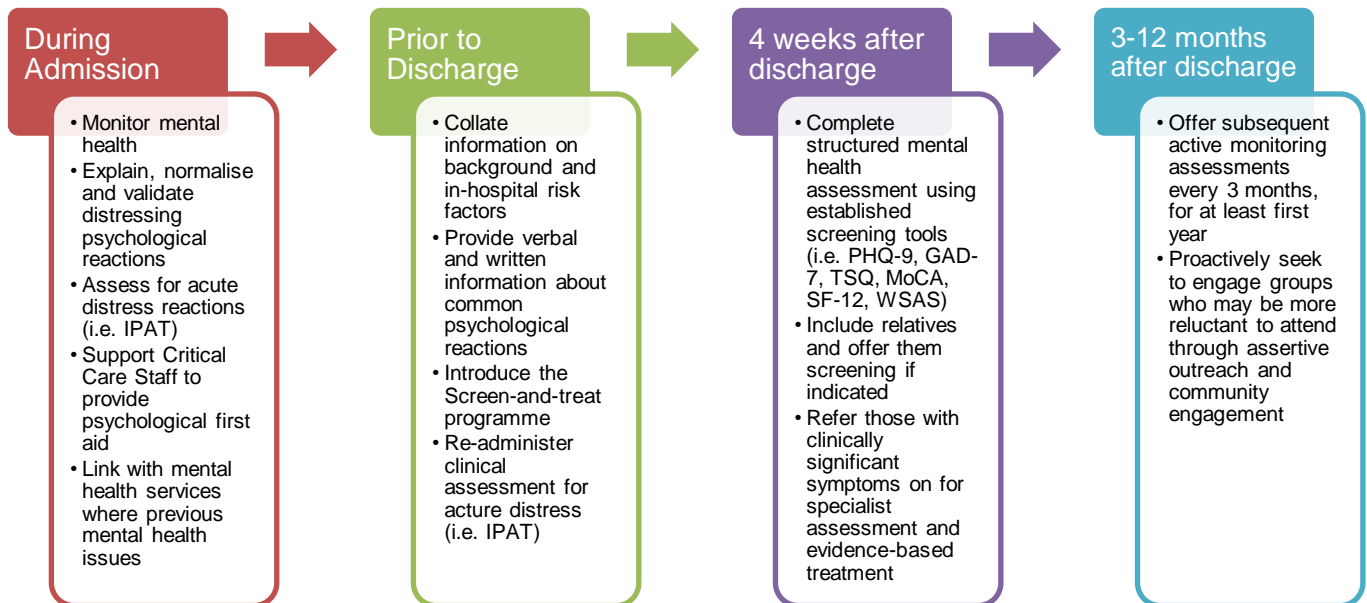 During
Admission
• Monitor mental
health
• Explain, normalise
and validate
distressing
psychological
reactions
• Assess for acute
distress reactions
(i.e. IPAT)
• Support Critical
Care Staff to
provide
psychological first
aid
• Link with mental
health services
where previous
mental health
issues
Prior to
Discharge
• Collate
information on
background and
in-hospital risk
factors
• Provide verbal
and written
information about
common
psychological
reactions
• Introduce the
Screen-and-treat
programme
• Re-administer
clinical
assessment for
acture distress
(i.e. IPAT)
4 weeks after
discharge
• Complete
structured mental
health
assessment using
established
screening tools
(i.e. PHQ-9, GAD-
7, TSQ, MoCA,
SF-12, WSAS)
• Include relatives
and offer them
screening if
indicated
• Refer those with
clinically
significant
symptoms on for
specialist
assessment and
evidence-based
treatment
3-12 months
after discharge
• Offer subsequent
active monitoring
assessments
every 3 months,
for at least first
year
• Proactively seek
to engage groups
who may be more
reluctant to attend
through assertive
outreach and
community
engagement